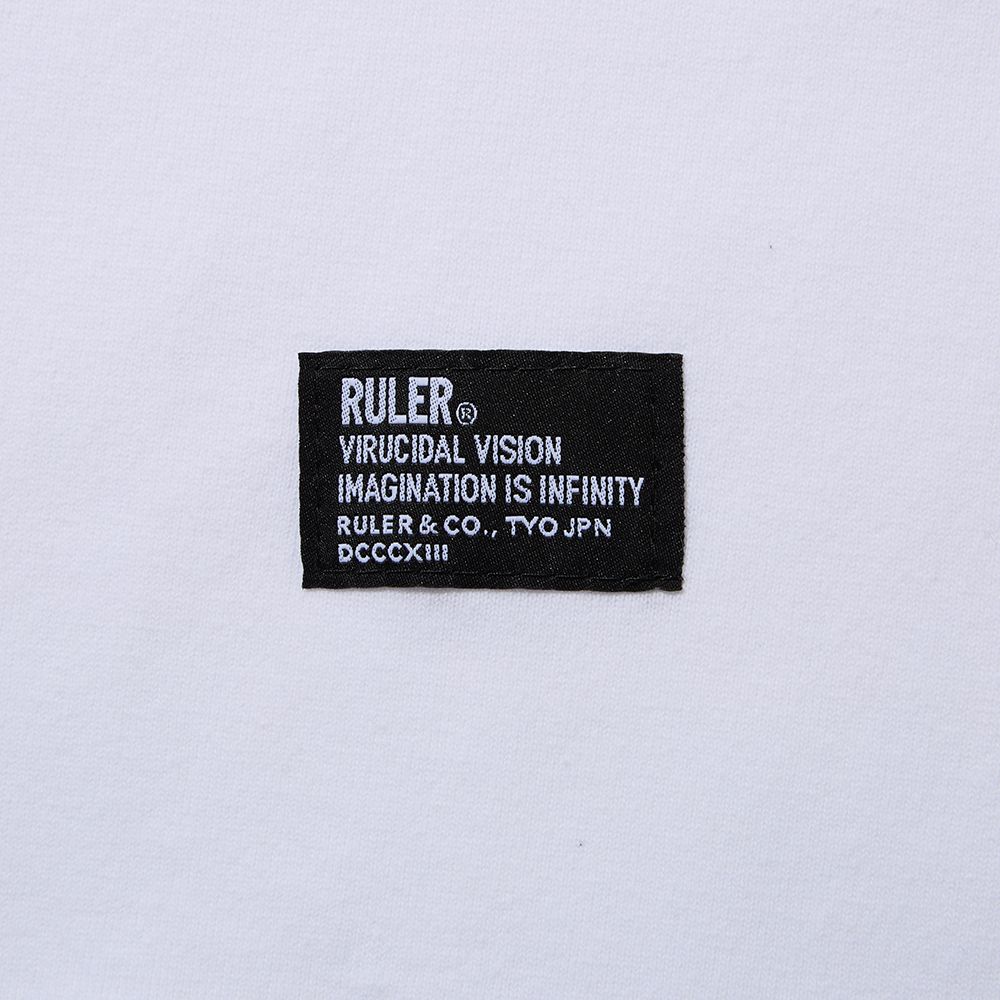 RULER®
VIRUCIDAL VISION
IMAGINATION IS INFINITY
RULER & CO., TYO JPN
DCCCXIII